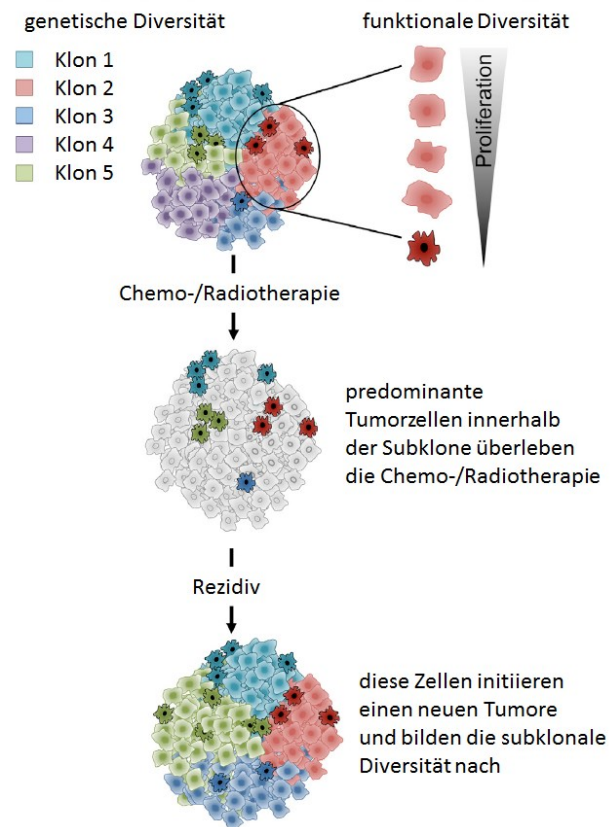 genetische Diversität
funktionale Diversität
Klon 1
Klon 2
Klon 3
Klon 4
Klon 5
Proliferation
Chemo-/Radiotherapie
predominante
Tumorzellen innerhalb
der Subklone überleben
die Chemo-/Radiotherapie
Rezidiv
diese Zellen initiieren
einen neuen Tumore
und bilden die subklonale
Diversität nach